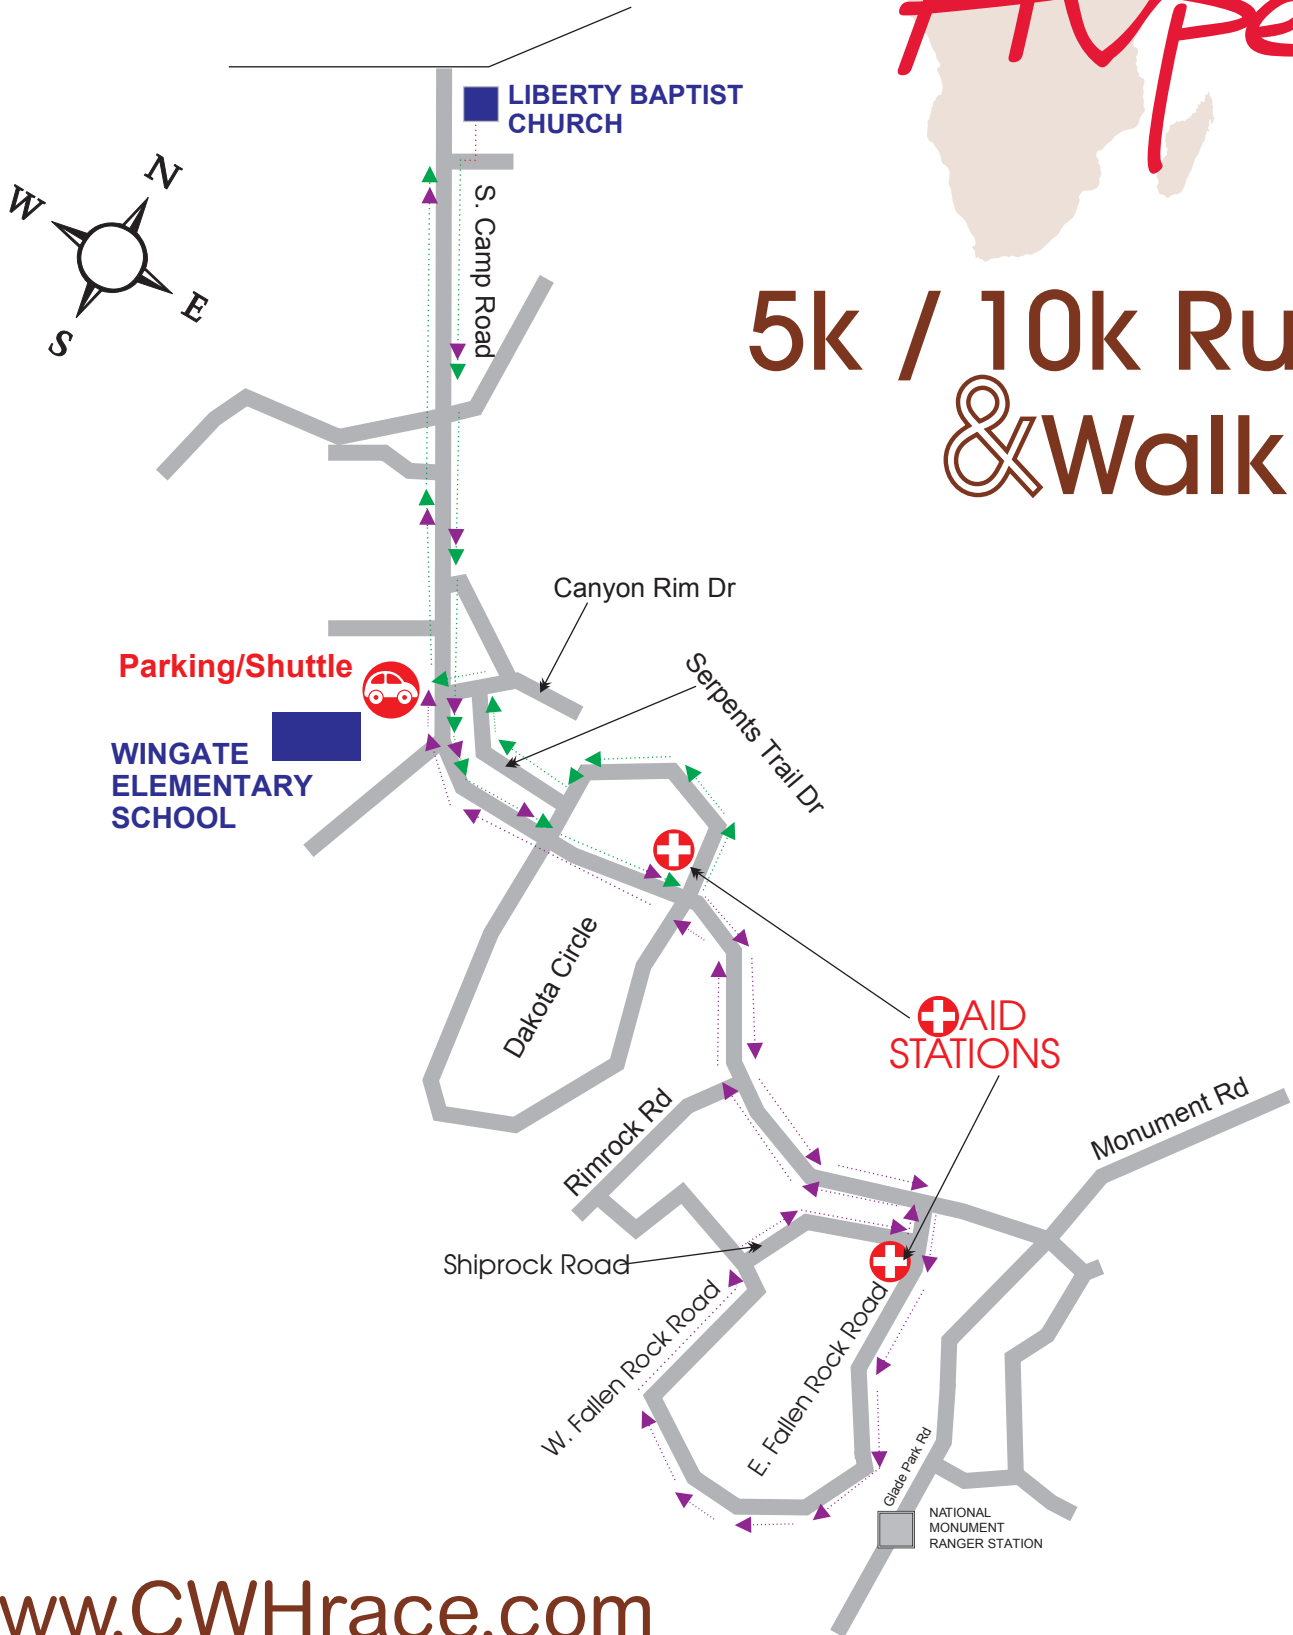 LIBERTY BAPTIST
CHURCH
N
W
E
S
S. Camp Road
5k / 10k Ru
&Walk
Canyon Rim Dr
Parking/Shuttle
Serpents Trail Dr
WINGATE
ELEMENTARY
SCHOOL
Dakota Circle
AID
STATIONS
Monument Rd
Rimrock Rd
Shiprock Road
W. Fallen Rock Road
E. Fallen Rock Road
Glade Park Rd
NATIONAL
MONUMENT
RANGER STATION
ww.CWHrace.com